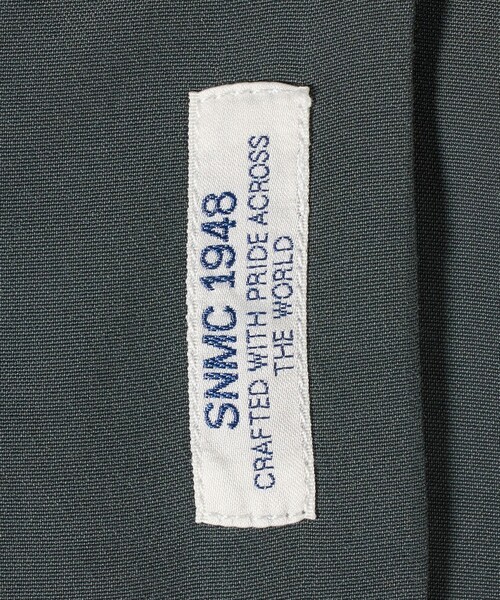 SNMC 1948
CRAFTED WITH PRIDE ACROSS
THE WORLD